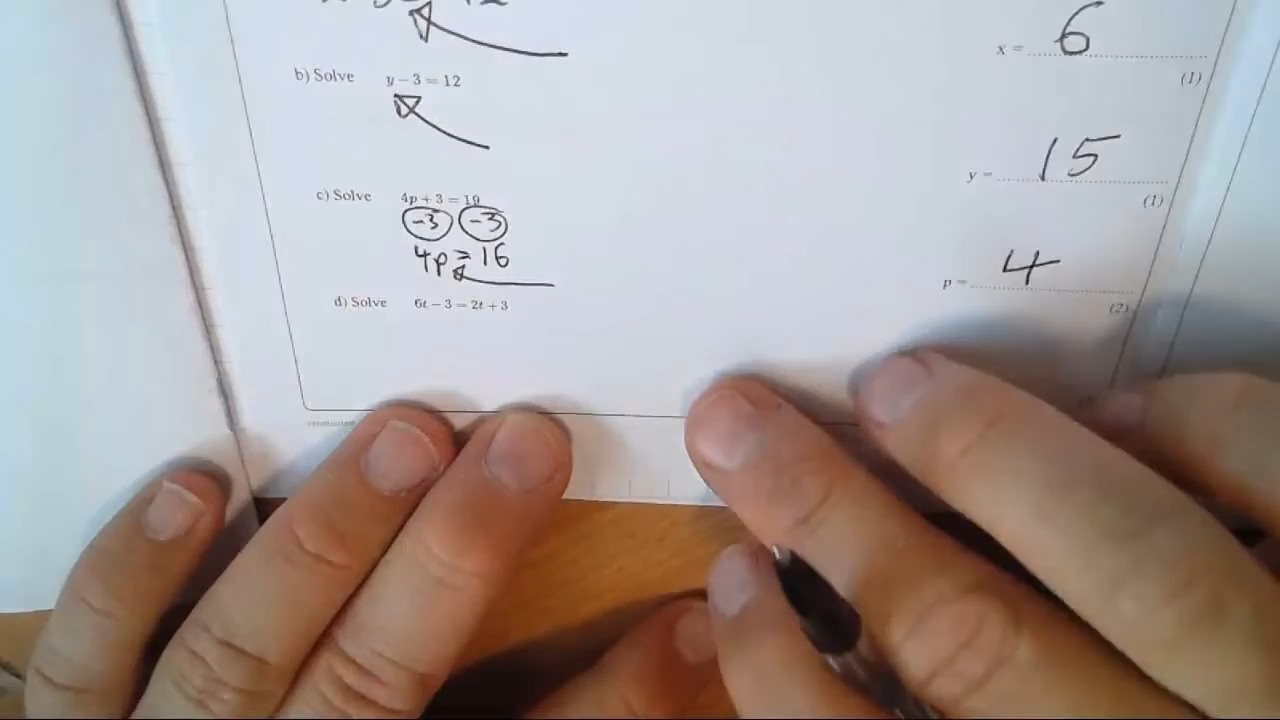 x = 6
(1)
b) Solve y − 3 = 12
y = 15
(1)
c) Solve 4p + 3 = 19
-3 -3
4p = 16
p = 4
(2)
d) Solve 6t − 3 = 2t + 3